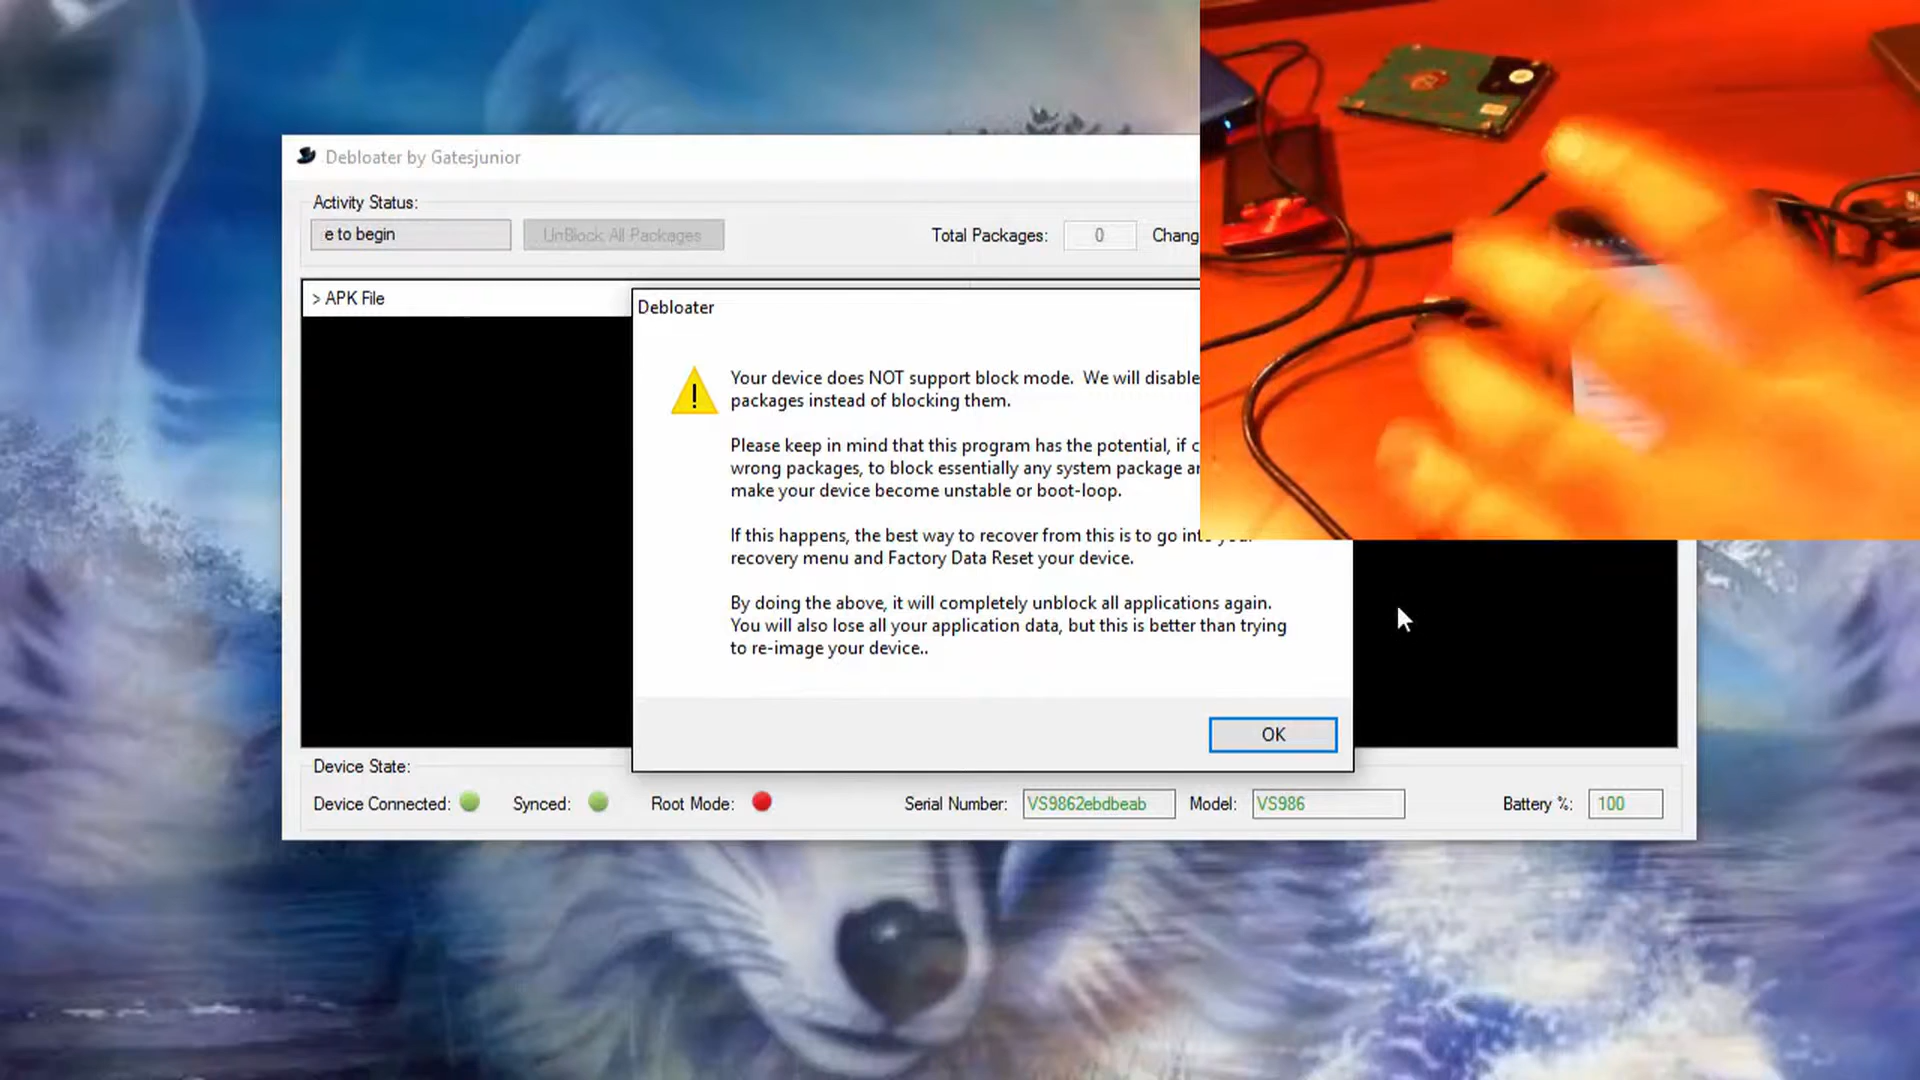 Debloater by Gatesjunior
Activity Status:
e to begin
UnBlock All Packages
Total Packages:
0
Chang
> APK File
Debloater
Your device does NOT support block mode. We will disable
packages instead of blocking them.
Please keep in mind that this program has the potential, if c
wrong packages, to block essentially any system package
make your device become unstable or boot-loop.
If this happens, the best way to recover from this is to go into your
recovery menu and Factory Data Reset your device.
By doing the above, it will completely unblock all applications again.
You will also lose all your application data, but this is better than trying
to re-image your device..
OK
Device State:
Device Connected:
Synced:
Root Mode:
Serial Number:
VS9862ebdbeab
Model:
VS986
Battery %:
100